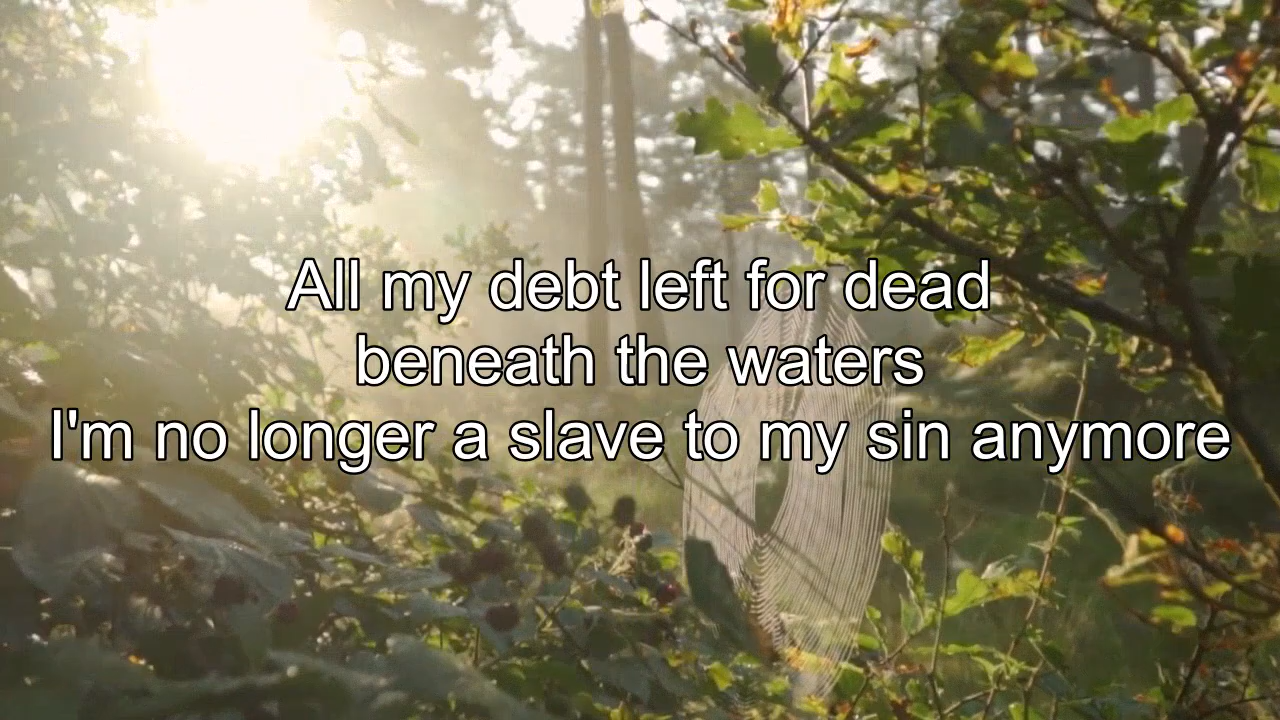 All my debt left for dead
beneath the waters
I'm no longer a slave to my sin anymore